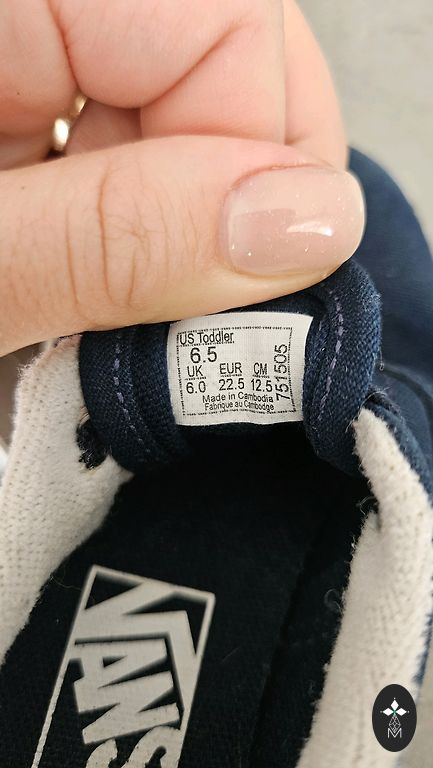 US Toddler
6.5
UK EUR CM
6.0 22.5 12.5
Made in Cambodia
Fabrique au Cambodge
751505
VANS
M